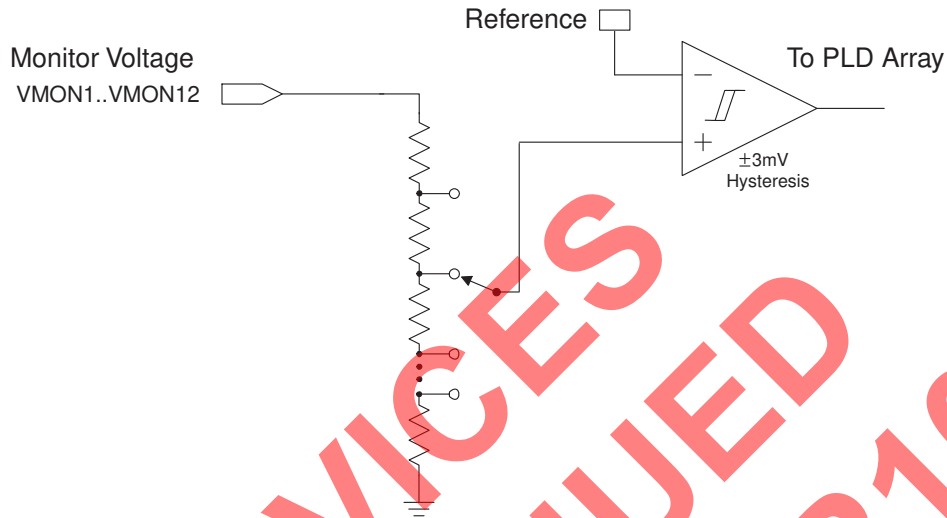 Reference
Monitor Voltage
To PLD Array
VMON1..VMON12
−
+
±3mV
Hysteresis
VICES
NUED